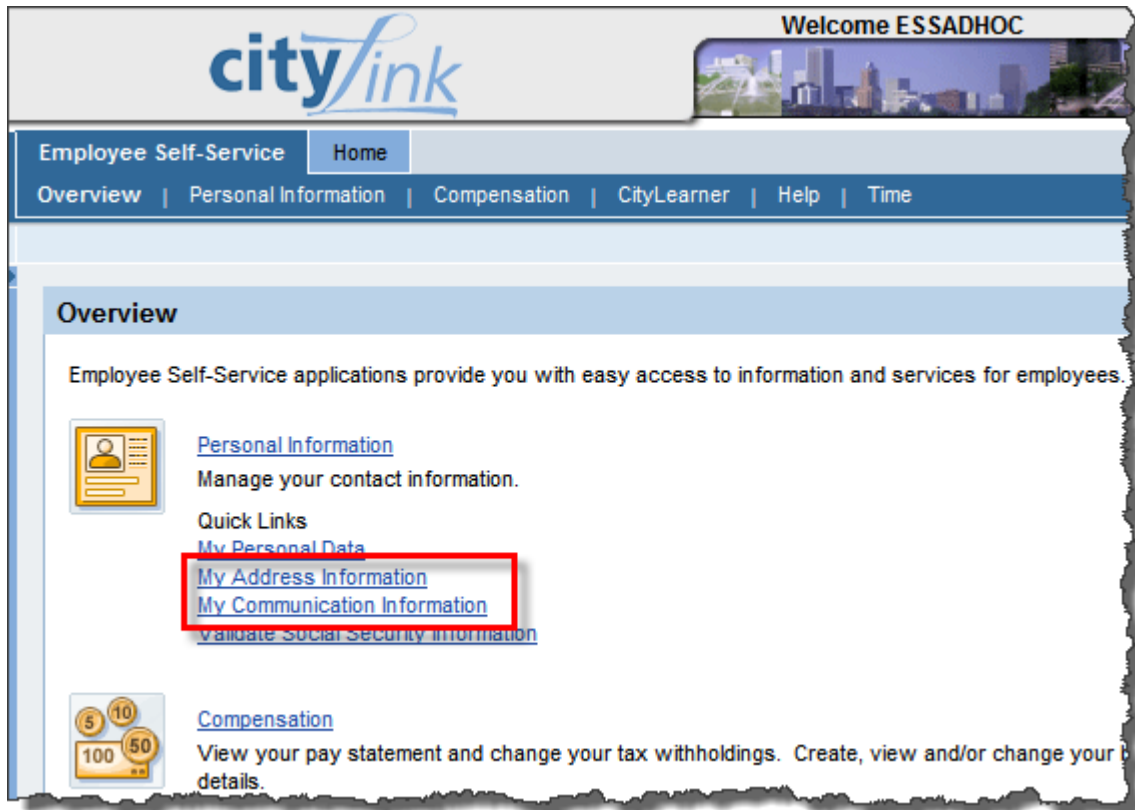 Welcome ESSADHOC
citylink
Employee Self-Service Home
Overview | Personal Information | Compensation | CityLearner | Help | Time
Overview
Employee Self-Service applications provide you with easy access to information and services for employees.
Personal Information
Manage your contact information.
Quick Links
My Personal Data
My Address Information
My Communication Information
Validate Social Security Information
5 10
100 50
Compensation
View your pay statement and change your tax withholdings. Create, view and/or change your
details.